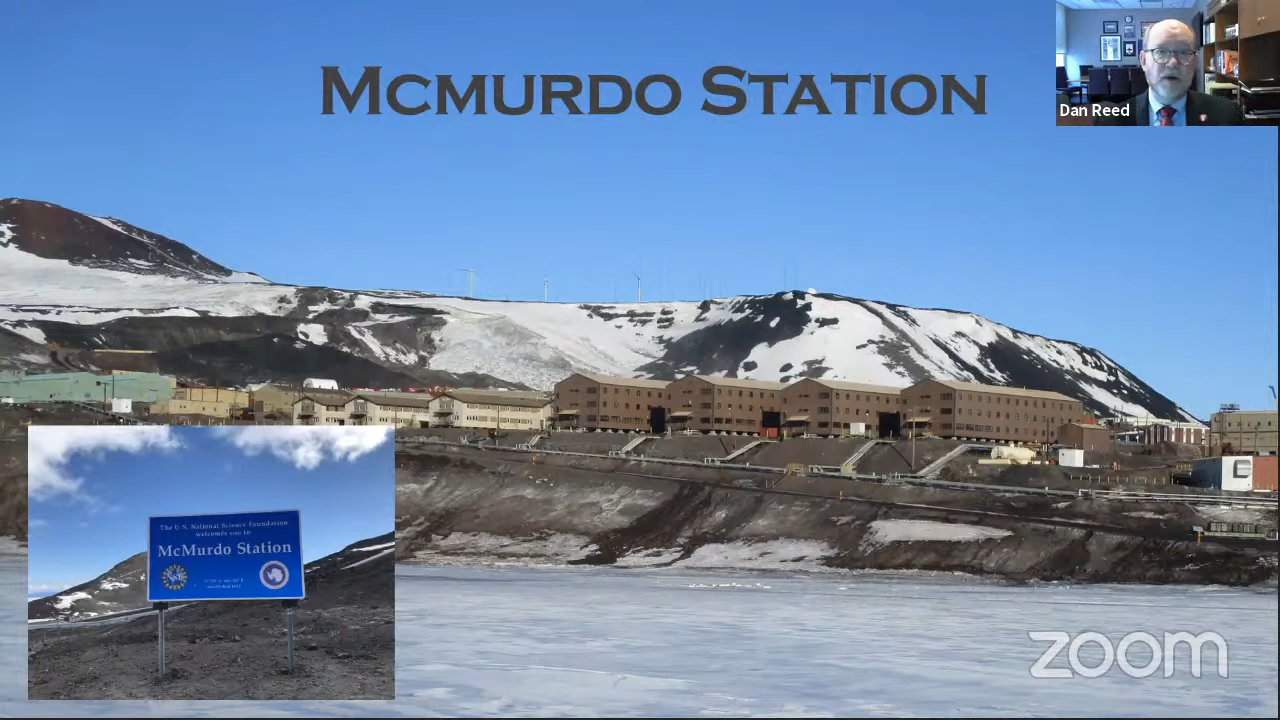 McMurdo Station
Dan Reed
The U.S. National Science Foundation
welcomes you to
McMurdo Station
zoom